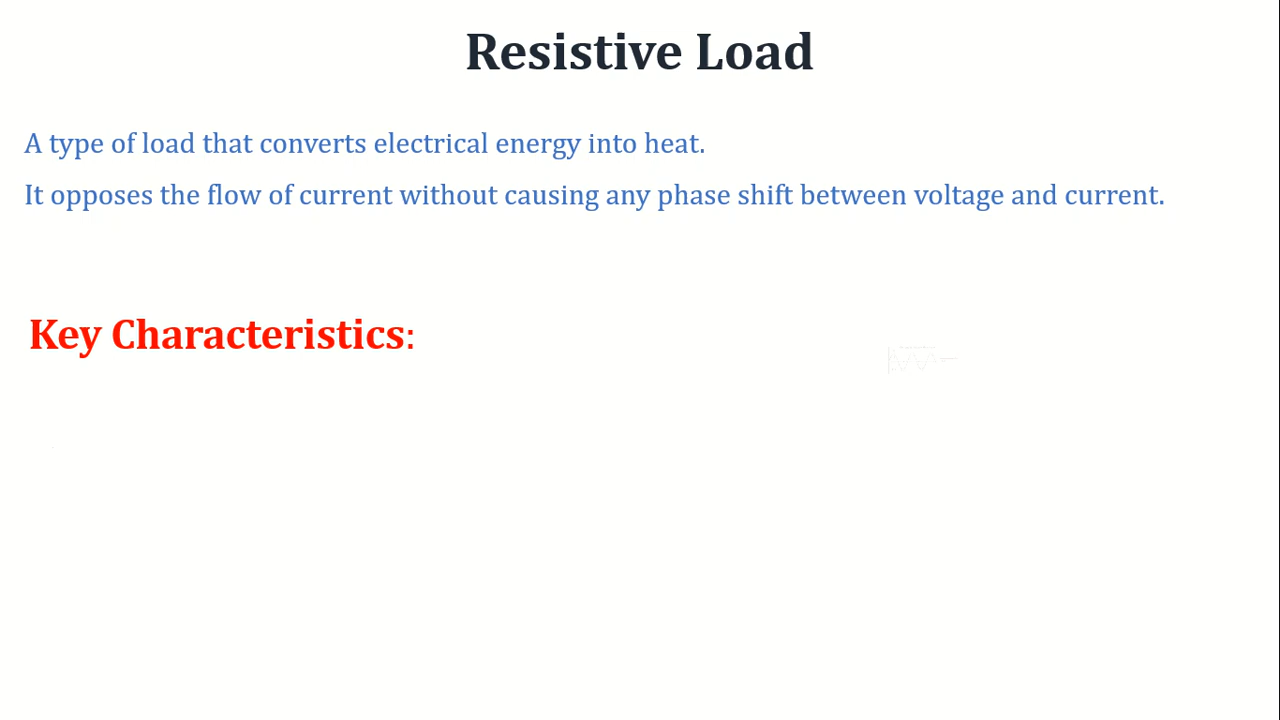 Resistive Load
A type of load that converts electrical energy into heat.
It opposes the flow of current without causing any phase shift between voltage and current.
Key Characteristics: